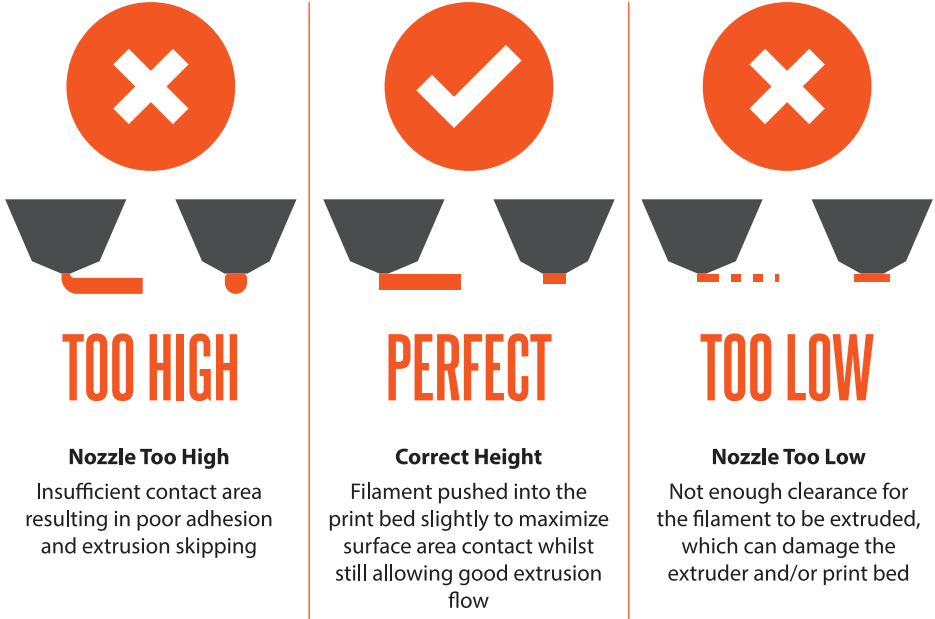 TOO HIGH
Nozzle Too High
Insufficient contact area
resulting in poor adhesion
and extrusion skipping
PERFECT
Correct Height
Filament pushed into the
print bed slightly to maximize
surface area contact whilst
still allowing good extrusion
flow
TOO LOW
Nozzle Too Low
Not enough clearance for
the filament to be extruded,
which can damage the
extruder and/or print bed